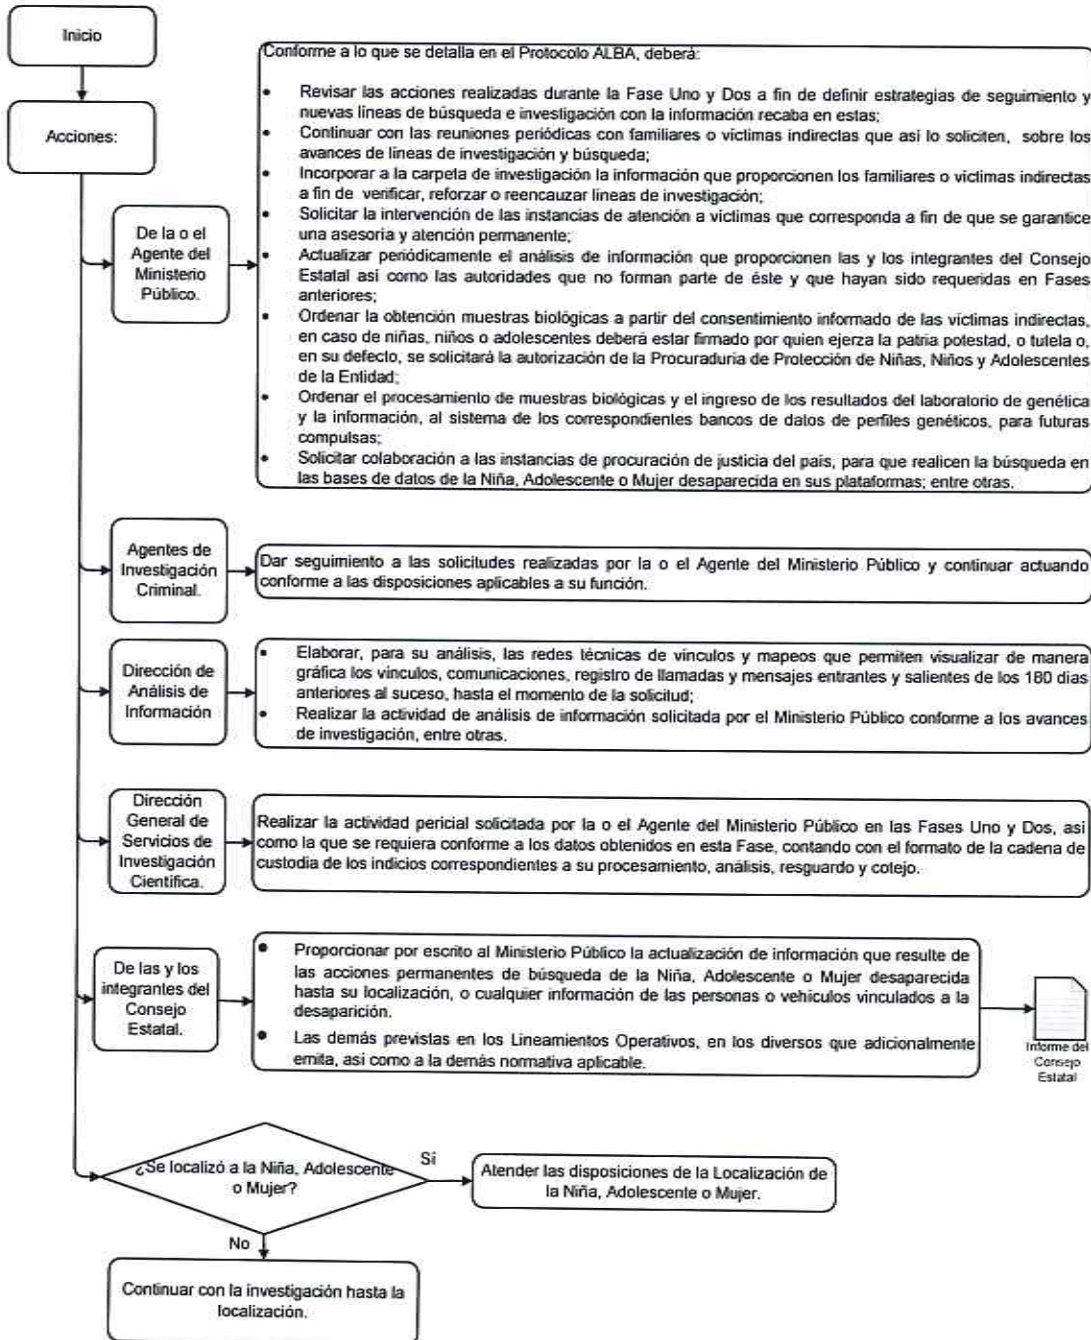 Inicio
Acciones:
De la o el
Agente del
Ministerio
Público.
Conforme a lo que se detalla en el Protocolo ALBA, deberá:
• Revisar las acciones realizadas durante la Fase Uno y Dos a fin de definir estrategias de seguimiento y
nuevas líneas de búsqueda e investigación con la información recaba en estas;
• Continuar con las reuniones periódicas con familiares o víctimas indirectas que así lo soliciten, sobre los
avances de líneas de investigación y búsqueda;
• Incorporar a la carpeta de investigación la información que proporcionen los familiares o víctimas indirectas
a fin de verificar, reforzar o reencauzar líneas de investigación;
• Solicitar la intervención de las instancias de atención a víctimas que corresponda a fin de que se garantice
una asesoría y atención permanente;
• Actualizar periódicamente el análisis de información que proporcionen las y los integrantes del Consejo
Estatal así como las autoridades que no forman parte de éste y que hayan sido requeridas en Fases
anteriores;
• Ordenar la obtención muestras biológicas a partir del consentimiento informado de las víctimas indirectas,
en caso de niñas, niños o adolescentes deberá estar firmado por quien ejerza la patria potestad, o tutela o,
en su defecto, se solicitará la autorización de la Procuraduría de Protección de Niñas, Niños y Adolescentes
de la Entidad;
• Ordenar el procesamiento de muestras biológicas y el ingreso de los resultados del laboratorio de genética
y la información, al sistema de los correspondientes bancos de datos de perfiles genéticos, para futuras
compulsas;
• Solicitar colaboración a las instancias de procuración de justicia del país, para que realicen la búsqueda en
las bases de datos de la Niña, Adolescente o Mujer desaparecida en sus plataformas; entre otras.
Agentes de
Investigación
Criminal.
Dar seguimiento a las solicitudes realizadas por la o el Agente del Ministerio Público y continuar actuando
conforme a las disposiciones aplicables a su función.
Dirección de
Análisis de
Información
• Elaborar, para su análisis, las redes técnicas de vínculos y mapeos que permiten visualizar de manera
gráfica los vínculos, comunicaciones, registro de llamadas y mensajes entrantes y salientes de los 180 días
anteriores al suceso, hasta el momento de la solicitud;
• Realizar la actividad de análisis de información solicitada por el Ministerio Público conforme a los avances
de investigación, entre otras.
Dirección
General de
Servicios de
Investigación
Científica.
Realizar la actividad pericial solicitada por la o el Agente del Ministerio Público en las Fases Uno y Dos, así
como la que se requiera conforme a los datos obtenidos en esta Fase, contando con el formato de la cadena de
custodia de los indicios correspondientes a su procesamiento, análisis, resguardo y cotejo.
De las y los
integrantes del
Consejo
Estatal.
• Proporcionar por escrito al Ministerio Público la actualización de información que resulte de
las acciones permanentes de búsqueda de la Niña, Adolescente o Mujer desaparecida
hasta su localización, o cualquier información de las personas o vehículos vinculados a la
desaparición.
• Las demás previstas en los Lineamientos Operativos, en los diversos que adicionalmente
emita, así como a la demás normativa aplicable.
Informe del
Consejo
Estatal
¿Se localizó a la Niña, Adolescente
o Mujer?
Sí
Atender las disposiciones de la Localización de
la Niña, Adolescente o Mujer.
No
Continuar con la investigación hasta la
localización.